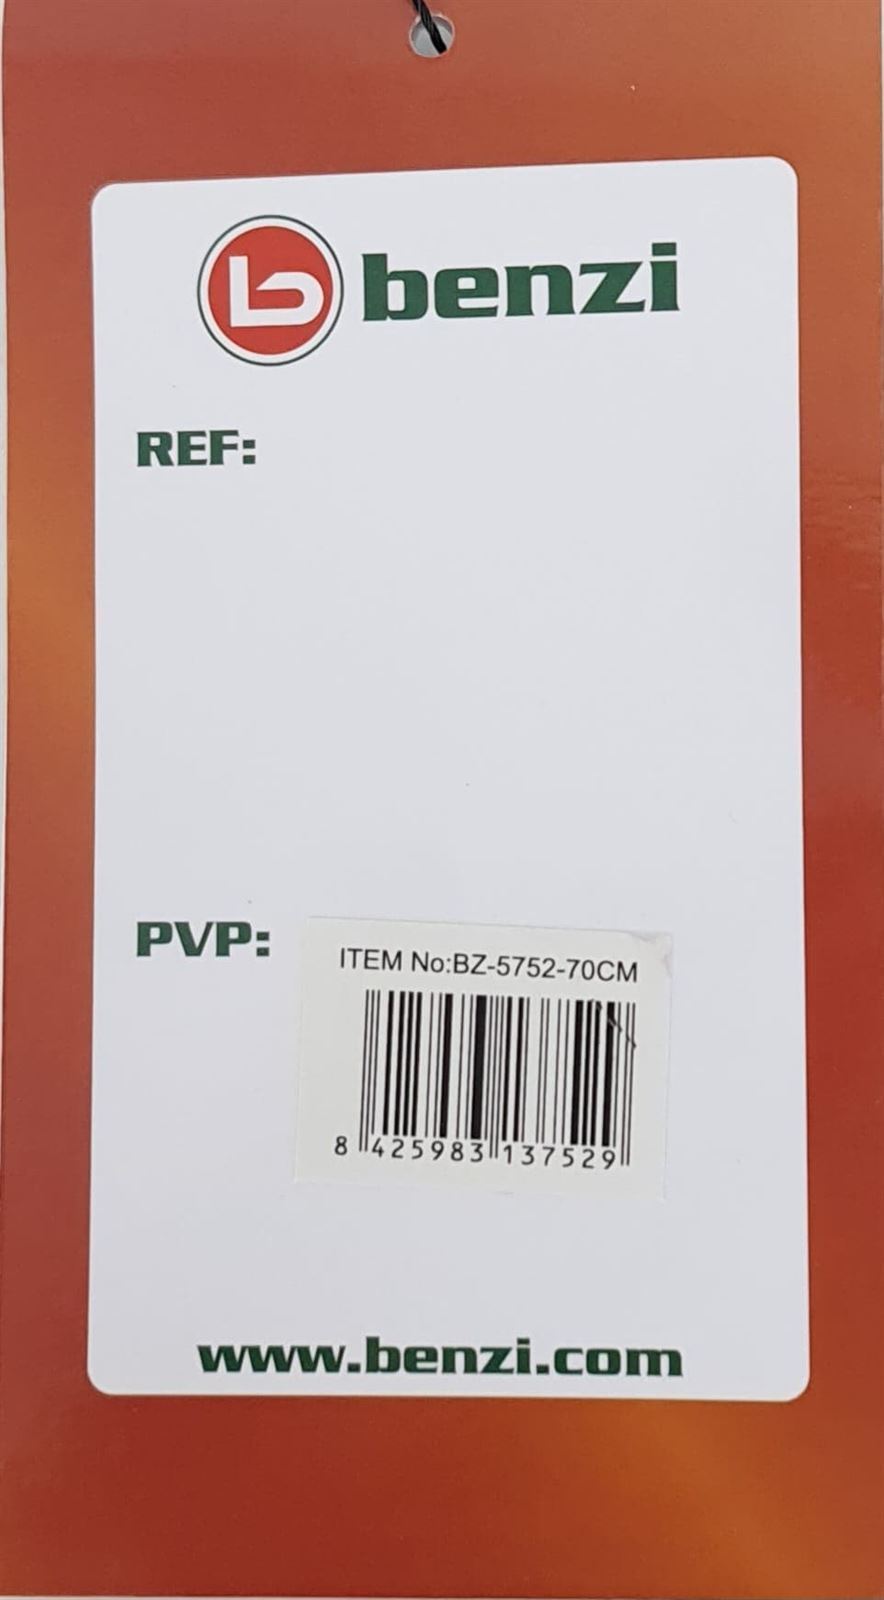 benzi
REF:
PVP:
ITEM No:BZ-5752-70CM
8 425983 137529
www.benzi.com